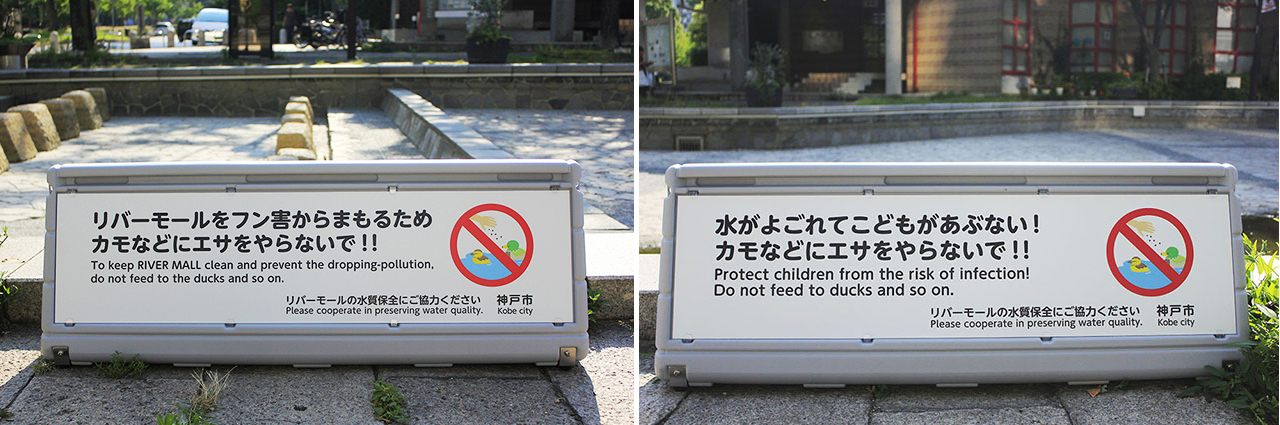 リバーモールをフン害からまもるため
カモなどにエサをやらないで!!
To keep RIVER MALL clean and prevent the dropping-pollution,
do not feed to the ducks and so on.
リバーモールの水質保全にご協力ください 神戸市
Please cooperate in preserving water quality. Kobe city
水がよごれてこどもがあぶない!
カモなどにエサをやらないで!!
Protect children from the risk of infection!
Do not feed to ducks and so on.
リバーモールの水質保全にご協力ください 神戸市
Please cooperate in preserving water quality. Kobe city